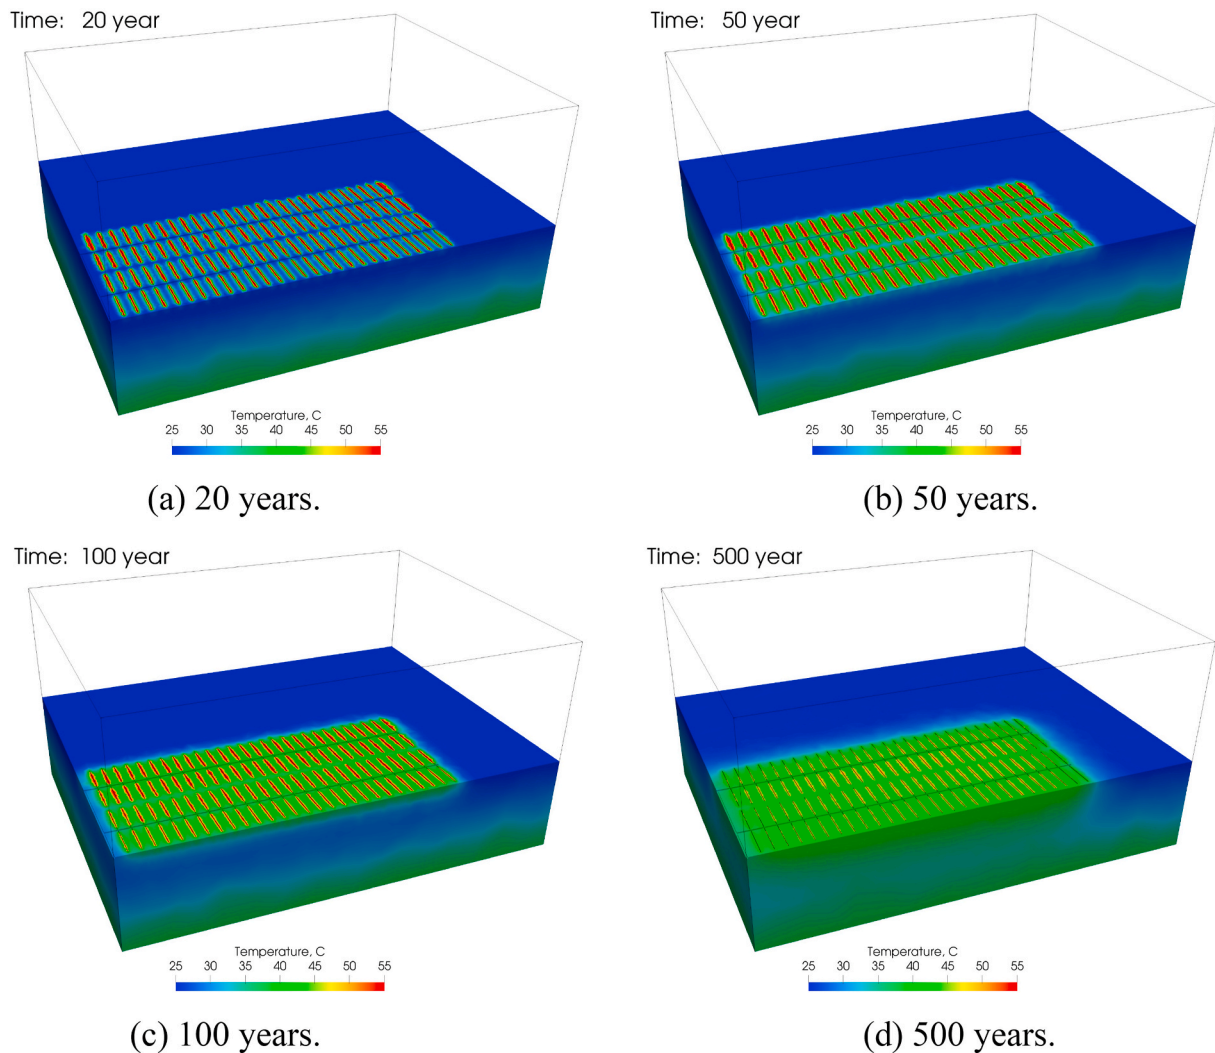 Time: 20 year
Time: 50 year
Temperature, C
25 30 35 40 45 50 55
Temperature, C
25 30 35 40 45 50 55
(a) 20 years.
(b) 50 years.
Time: 100 year
Time: 500 year
Temperature, C
25 30 35 40 45 50 55
Temperature, C
25 30 35 40 45 50 55
(c) 100 years.
(d) 500 years.